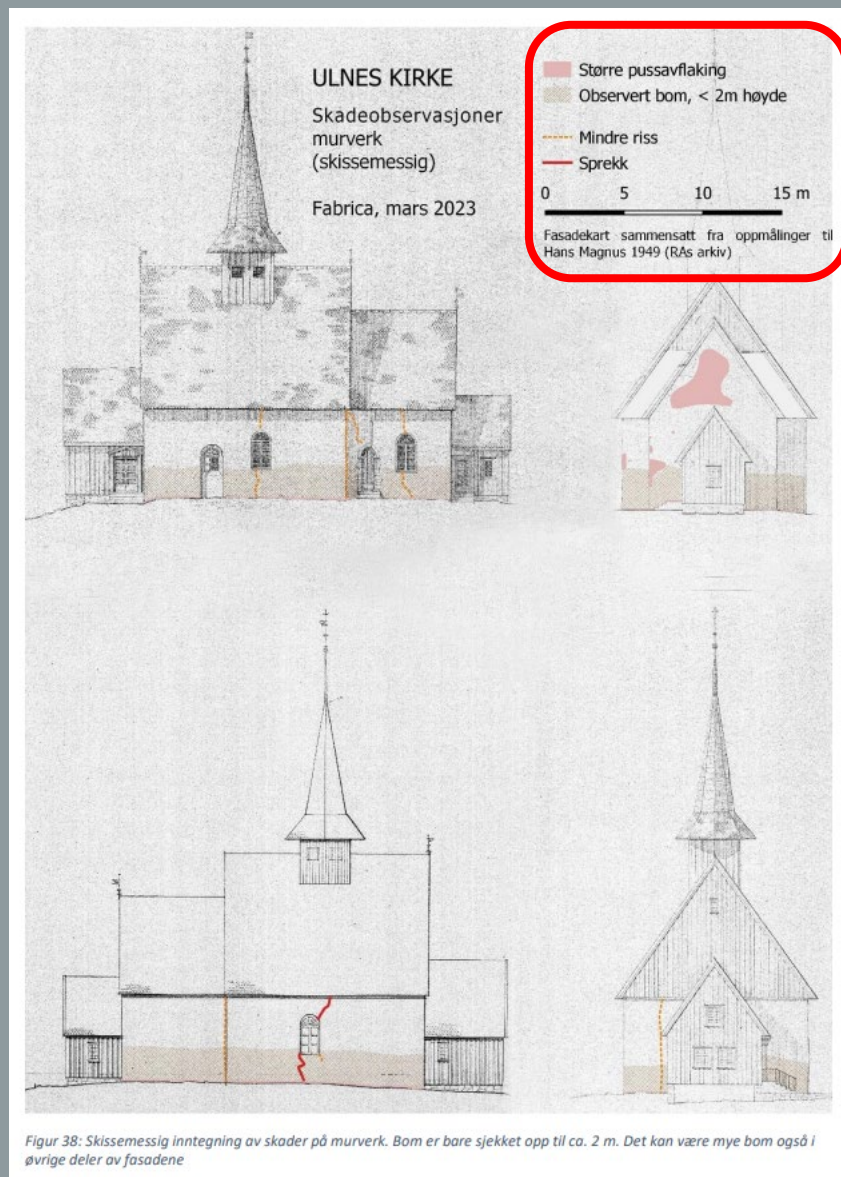 ULNES KIRKE
Skadeobservasjoner
murverk
(skissemessig)
Fabrica, mars 2023
Større pussavflaking
Observert bom, < 2m høyde
Mindre riss
Sprekk
0 5 10 15 m
Fasadekart sammensatt fra oppmålinger til
Hans Magnus 1949 (RAs arkiv)
Figur 38: Skissemessig inntegning av skader på murverk. Bom er bare sjekket opp til ca. 2 m. Det kan være mye bom også i
øvrige deler av fasadene